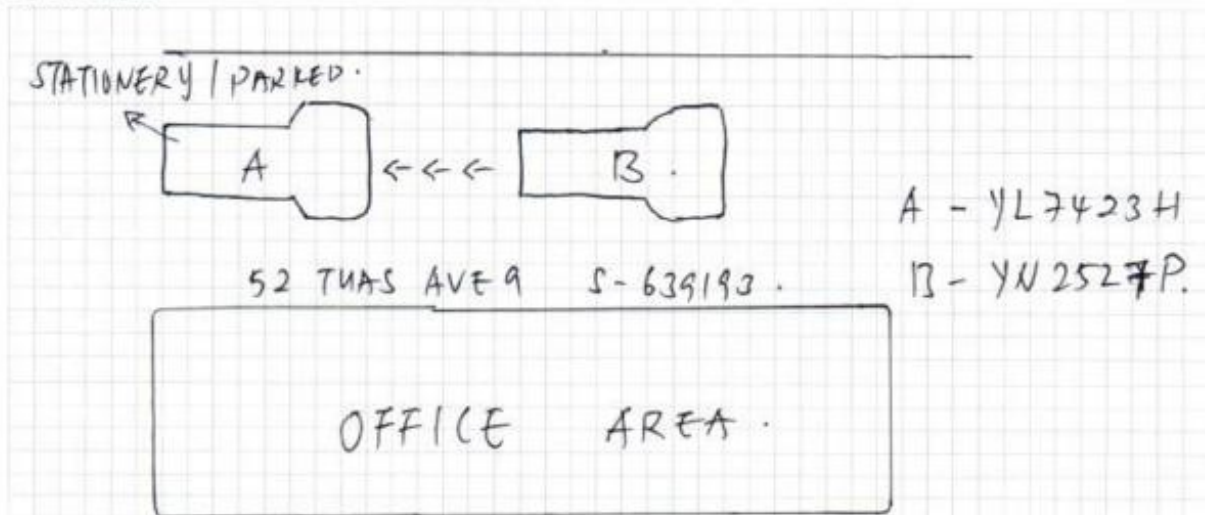 STATIONERY / PARKED.
A <<< B.
A - YL7423H
52 TUAS AVE 9 S-639193.
B - YN2527P.
OFFICE AREA.